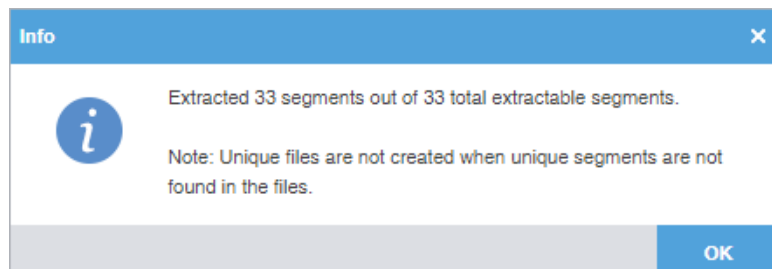 Info
Extracted 33 segments out of 33 total extractable segments.
Note: Unique files are not created when unique segments are not
found in the files.
OK